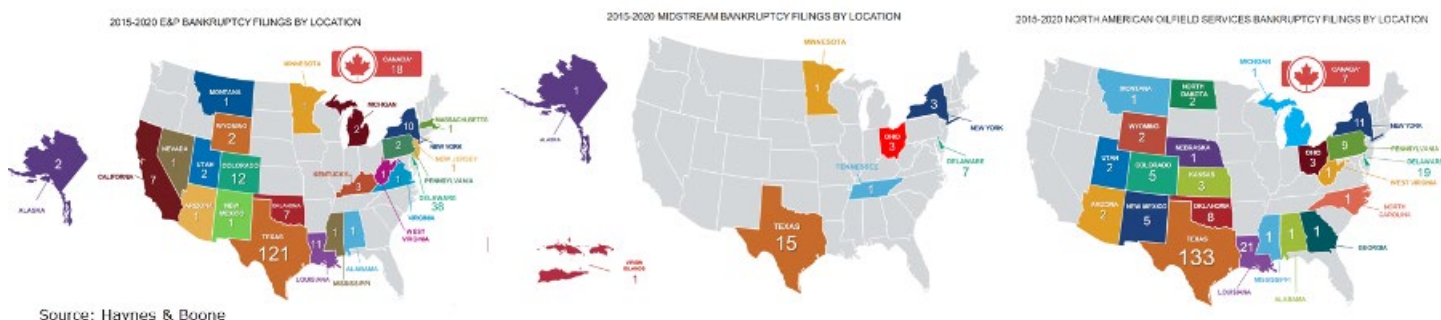 2015-2020 E&P BANKRUPTCY FILINGS BY LOCATION
MINNESOTA
1
CANADA*
18
MONTANA
1
MICHIGAN
2
WYOMING
2
10
NEW YORK
MASSACHUSETTS
1
NEVADA
1
UTAH
2
COLORADO
12
2
NEW JERSEY
1
PENNSYLVANIA
CALIFORNIA
7
KENTUCKY
3
1
1
DELAWARE
38
2
ALASKA
ARIZONA
1
NEW
MEXICO
1
OKLAHOMA
7
VIRGINIA
WEST
VIRGINIA
TEXAS
121
11
1
1
ALABAMA
LOUISIANA
MISSISSIPPI
Source: Haynes & Boone
2015-2020 MIDSTREAM BANKRUPTCY FILINGS BY LOCATION
MINNESOTA
1
1
ALASKA
3
NEW YORK
OHIO
3
DELAWARE
7
TENNESSEE
1
TEXAS
15
VIRGIN
ISLANDS
1
2015-2020 NORTH AMERICAN OILFIELD SERVICES BANKRUPTCY FILINGS BY LOCATION
MICHIGAN
1
CANADA*
7
MONTANA
1
NORTH
DAKOTA
2
WYOMING
2
11
NEW YORK
NEBRASKA
1
9
PENNSYLVANIA
UTAH
2
COLORADO
5
KANSAS
3
OHIO
3
1
DELAWARE
19
WEST VIRGINIA
ARIZONA
2
NEW MEXICO
5
OKLAHOMA
8
1
NORTH
CAROLINA
TEXAS
133
21
1
1
1
GEORGIA
MISSISSIPPI
LOUISIANA
ALABAMA